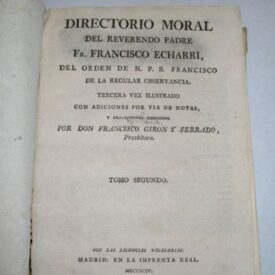 DIRECTORIO MORAL
DEL REVERENDO PADRE
FR. FRANCISCO ECHARRI,
DEL ORDEN DE N. P. S. FRANCISCO
DE LA REGULAR OBSERVANCIA.
TERCERA VEZ ILUSTRADO
CON ADICIONES POR VIA DE NOTAS,
Y
POR DON FRANCISCO GIRON Y SERRADO,
Presbítero.
TOMO SEGUNDO.
CON LAS LICENCIAS NECESARIAS.
MADRID: EN LA IMPRENTA REAL.